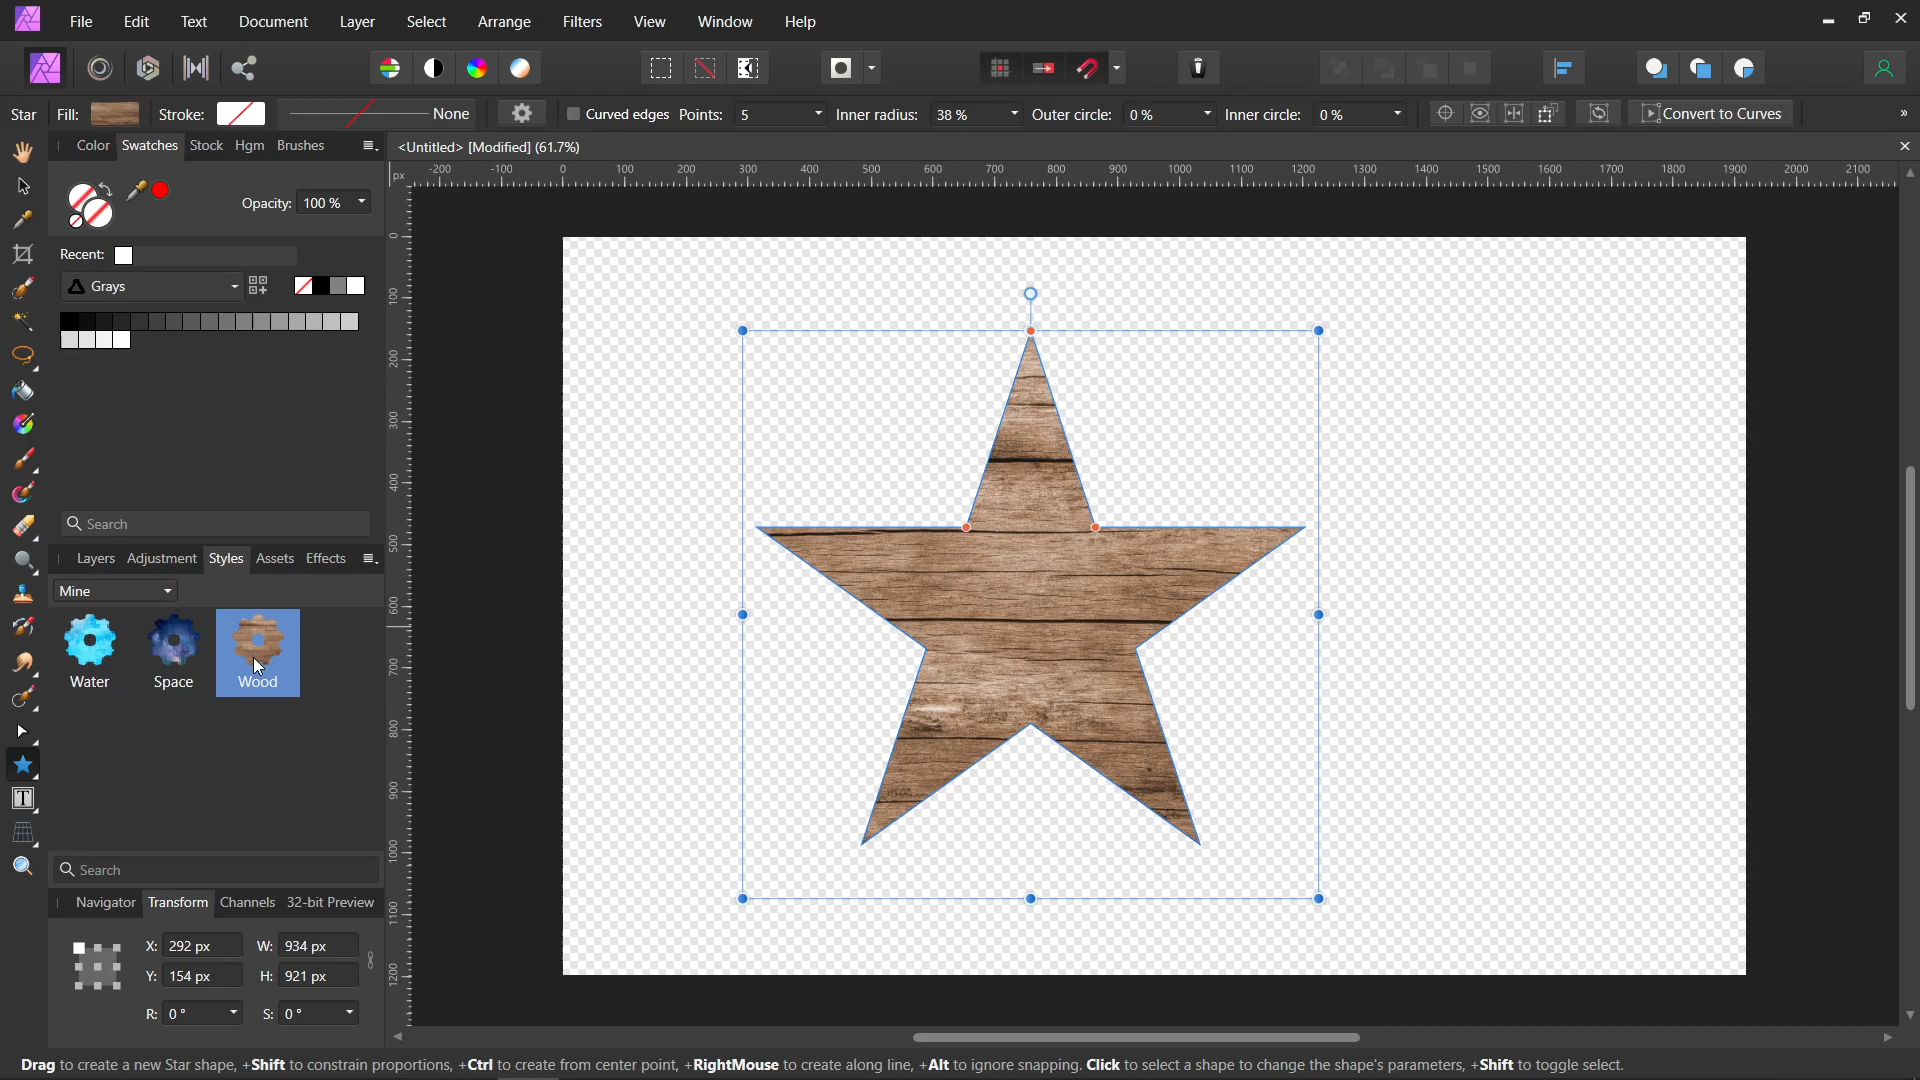 File Edit Text Document Layer Select Arrange Filters View Window Help
Star Fill: Stroke: None Curved edges Points: 5 Inner radius: 38 % Outer circle: 0 % Inner circle: 0 % Convert to Curves »
Color Swatches Stock Hgm Brushes
<Untitled> [Modified] (61.7%)
px -200 -100 0 100 200 300 400 500 600 700 800 900 1000 1100 1200 1300 1400 1500 1600 1700 1800 1900 2000 2100
Opacity: 100 %
Recent:
Grays
Search
Layers Adjustment Styles Assets Effects
Mine
Water Space Wood
Search
Navigator Transform Channels 32-bit Preview
X: 292 px W: 934 px
Y: 154 px H: 921 px
R: 0 ° S: 0 °
0
100
200
300
400
500
600
700
800
900
1000
1100
1200
Drag to create a new Star shape, +Shift to constrain proportions, +Ctrl to create from center point, +RightMouse to create along line, +Alt to ignore snapping. Click to select a shape to change the shape's parameters, +Shift to toggle select.